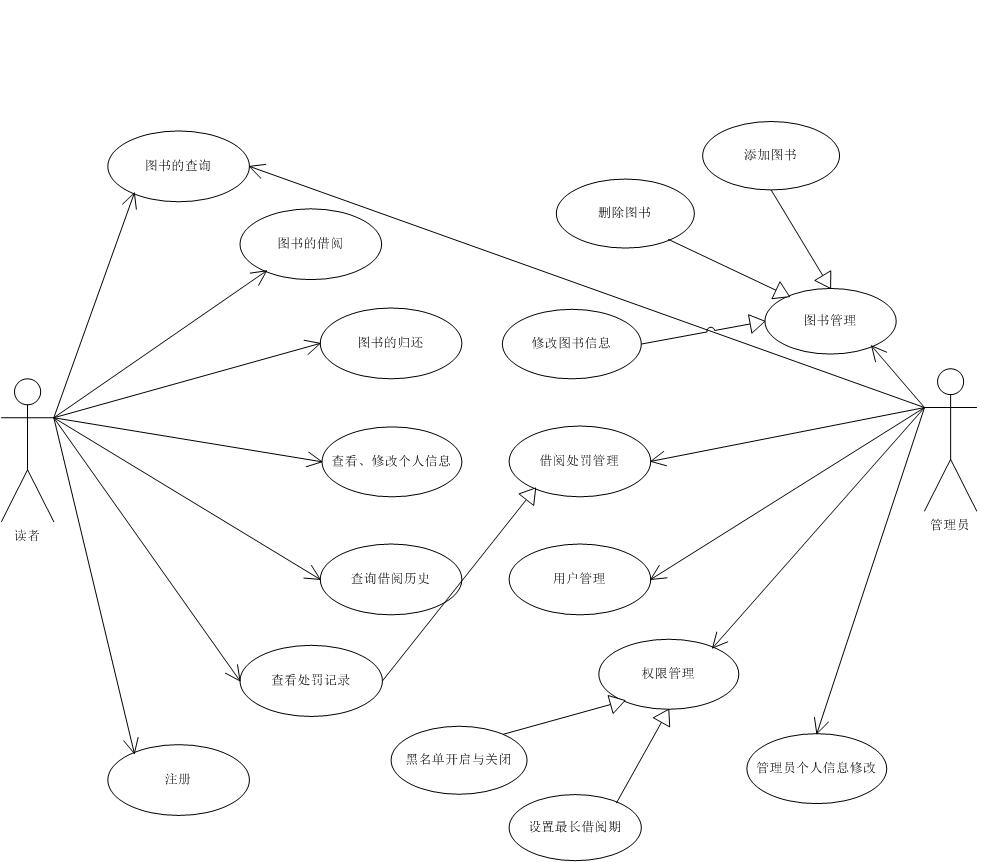 添加图书
图书的查询
删除图书
图书的借阅
图书管理
图书的归还
修改图书信息
查看、修改个人信息
借阅处罚管理
读者
管理员
查询借阅历史
用户管理
查看处罚记录
权限管理
黑名单开启与关闭
管理员个人信息修改
注册
设置最长借阅期